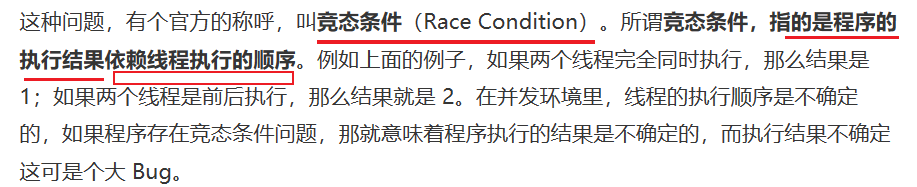 这种问题，有个官方的称呼，叫竞态条件（Race Condition）。所谓竞态条件，指的是程序的
执行结果依赖线程执行的顺序。例如上面的例子，如果两个线程完全同时执行，那么结果是
1；如果两个线程是前后执行，那么结果就是 2。在并发环境里，线程的执行顺序是不确定
的，如果程序存在竞态条件问题，那就意味着程序执行的结果是不确定的，而执行结果不确定
这可是个大 Bug。